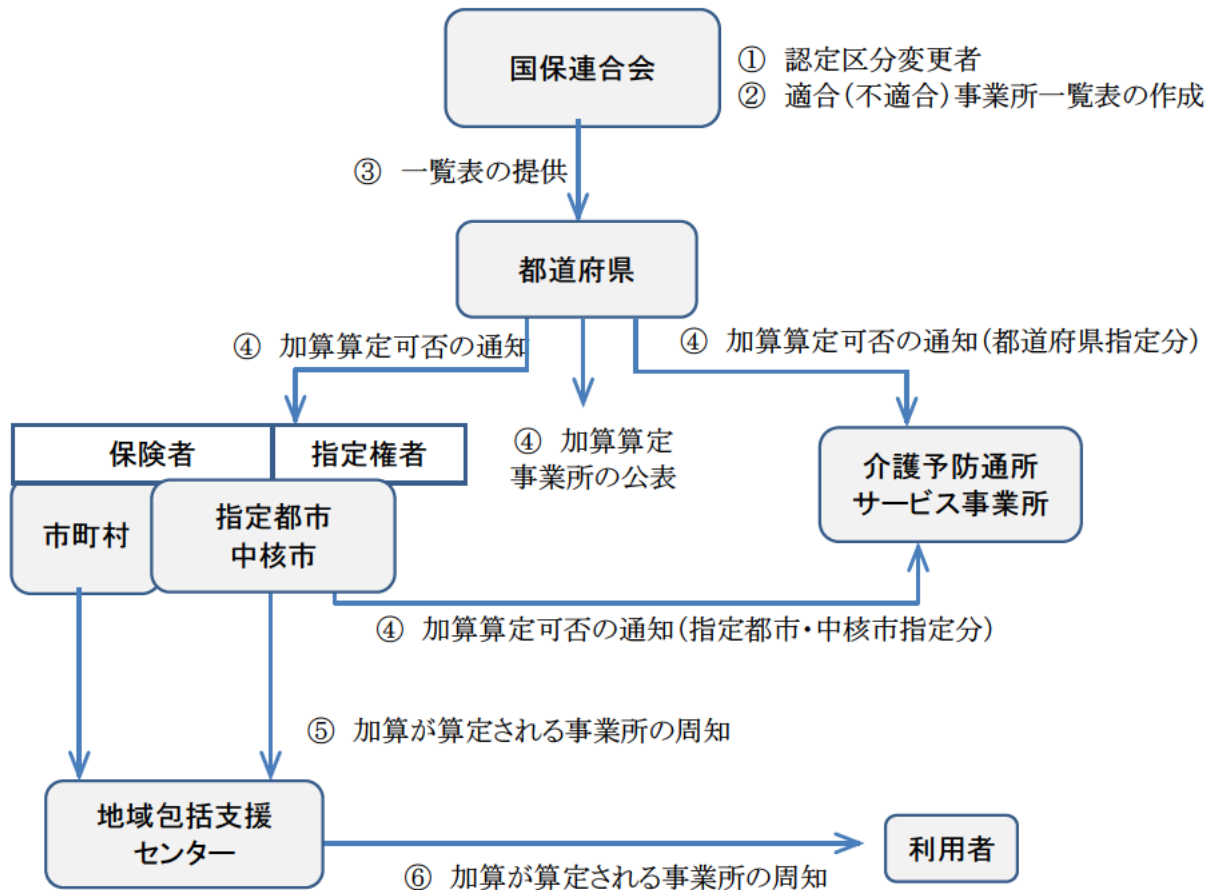 国保連合会
① 認定区分変更者
② 適合(不適合)事業所一覧表の作成
③ 一覧表の提供
都道府県
④ 加算算定可否の通知
④ 加算算定可否の通知(都道府県指定分)
保険者
指定権者
④ 加算算定
事業所の公表
介護予防通所
サービス事業所
市町村
指定都市
中核市
④ 加算算定可否の通知(指定都市・中核市指定分)
⑤ 加算が算定される事業所の周知
地域包括支援
センター
利用者
⑥ 加算が算定される事業所の周知